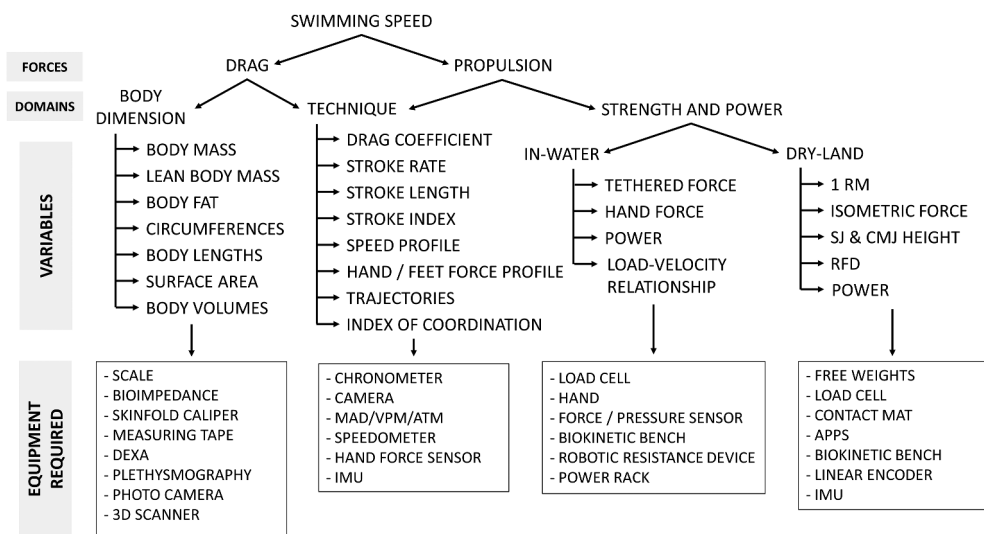 SWIMMING SPEED
FORCES
DRAG
PROPULSION
DOMAINS
BODY
DIMENSION
TECHNIQUE
STRENGTH AND POWER
IN-WATER
DRY-LAND
VARIABLES
BODY MASS
LEAN BODY MASS
BODY FAT
CIRCUMFERENCES
BODY LENGTHS
SURFACE AREA
BODY VOLUMES
DRAG COEFFICIENT
STROKE RATE
STROKE LENGTH
STROKE INDEX
SPEED PROFILE
HAND / FEET FORCE PROFILE
TRAJECTORIES
INDEX OF COORDINATION
TETHERED FORCE
HAND FORCE
POWER
LOAD-VELOCITY
RELATIONSHIP
1 RM
ISOMETRIC FORCE
SJ & CMJ HEIGHT
RFD
POWER
EQUIPMENT
REQUIRED
- SCALE
- BIOIMPEDANCE
- SKINFOLD CALIPER
- MEASURING TAPE
- DEXA
- PLETHYSMOGRAPHY
- PHOTO CAMERA
- 3D SCANNER
- CHRONOMETER
- CAMERA
- MAD/VPM/ATM
- SPEEDOMETER
- HAND FORCE SENSOR
- IMU
- LOAD CELL
- HAND
- FORCE / PRESSURE SENSOR
- BIOKINETIC BENCH
- ROBOTIC RESISTANCE DEVICE
- POWER RACK
- FREE WEIGHTS
- LOAD CELL
- CONTACT MAT
- APPS
- BIOKINETIC BENCH
- LINEAR ENCODER
- IMU